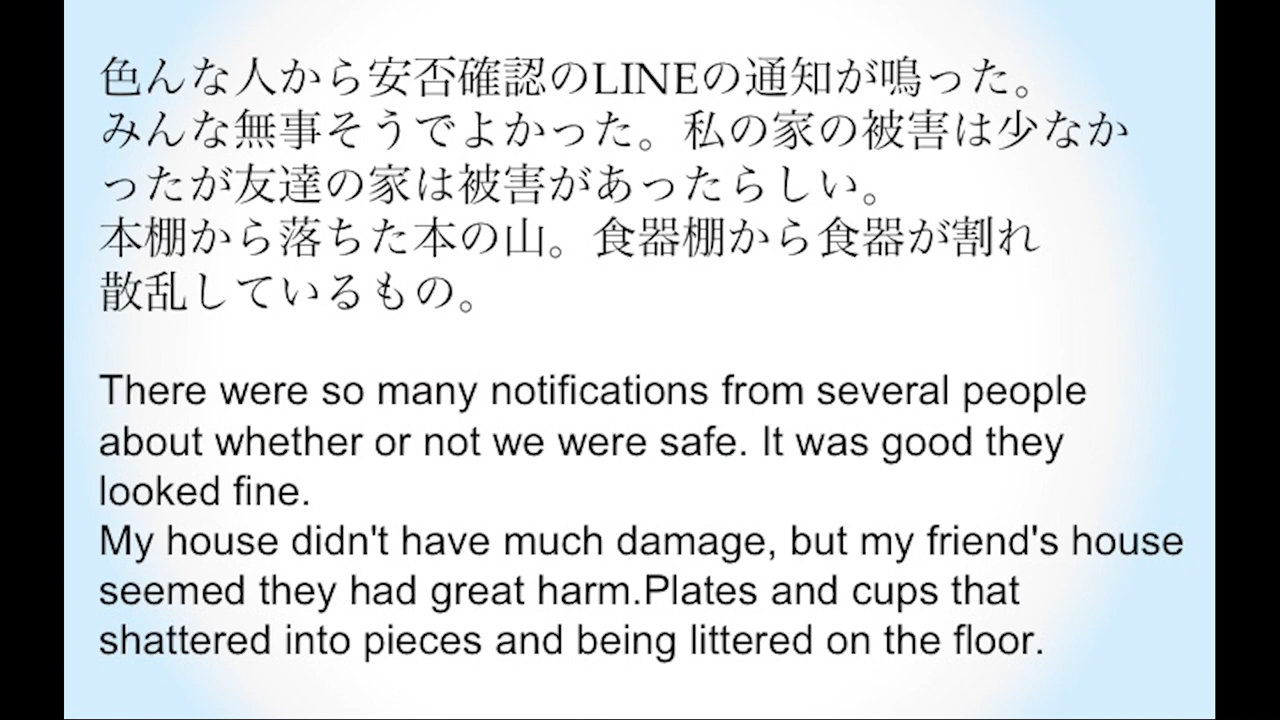 色んな人から安否確認のLINEの通知が鳴った。
みんな無事そうでよかった。私の家の被害は少なか
ったが友達の家は被害があったらしい。
本棚から落ちた本の山。食器棚から食器が割れ
散乱しているもの。
There were so many notifications from several people
about whether or not we were safe. It was good they
looked fine.
My house didn't have much damage, but my friend's house
seemed they had great harm.Plates and cups that
shattered into pieces and being littered on the floor.